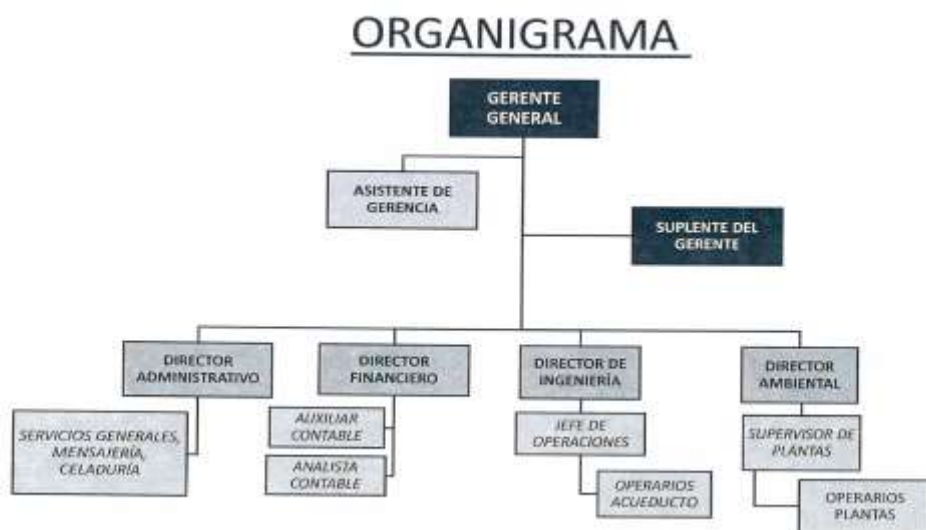 ORGANIGRAMA
GERENTE
GENERAL
ASISTENTE DE
GERENCIA
SUPLENTE DEL
GERENTE
DIRECTOR
ADMINISTRATIVO
DIRECTOR
FINANCIERO
DIRECTOR DE
INGENIERÍA
DIRECTOR
AMBIENTAL
SERVICIOS GENERALES,
MENSAJERÍA,
CELADURÍA
AUXILIAR
CONTABLE
ANALISTA
CONTABLE
JEFE DE
OPERACIONES
OPERARIOS
ACUEDUCTO
SUPERVISOR DE
PLANTAS
OPERARIOS
PLANTAS